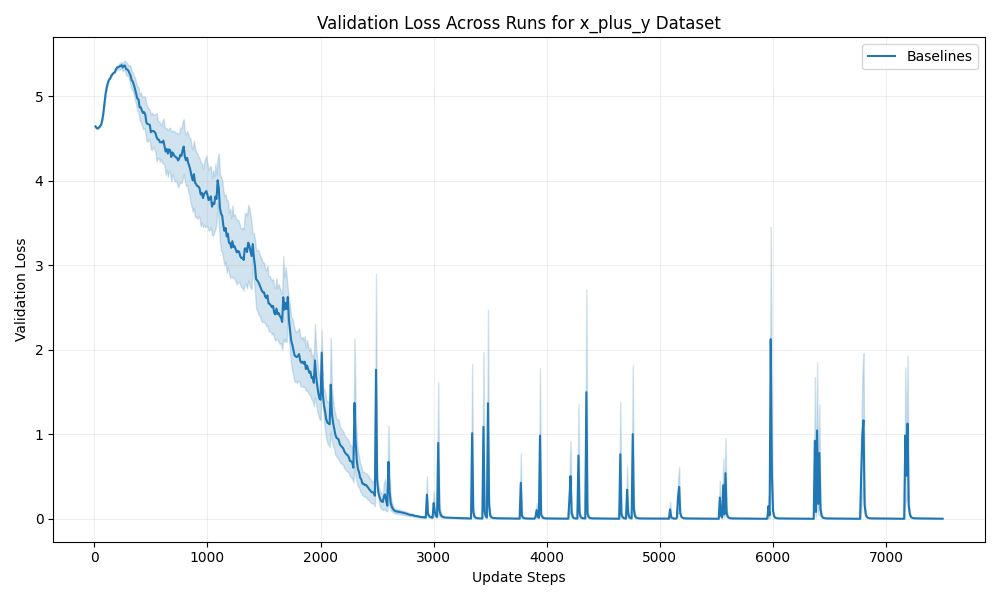 Validation Loss Across Runs for x_plus_y Dataset
Baselines
Validation Loss
5
4
3
2
1
0
0 1000 2000 3000 4000 5000 6000 7000
Update Steps